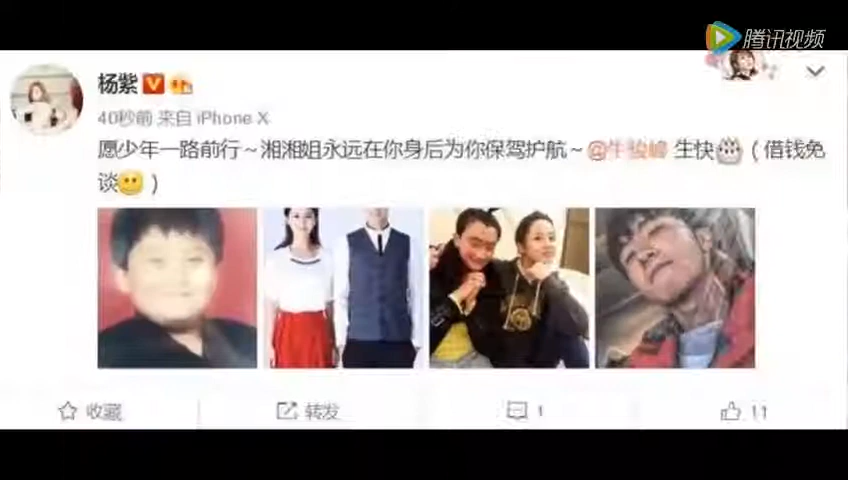 腾讯视频
杨紫
40秒前 来自 iPhone X
愿少年一路前行～湘湘姐永远在你身后为你保驾护航～@牛骏峰 生快（借钱免
谈）
收藏 转发 1 11